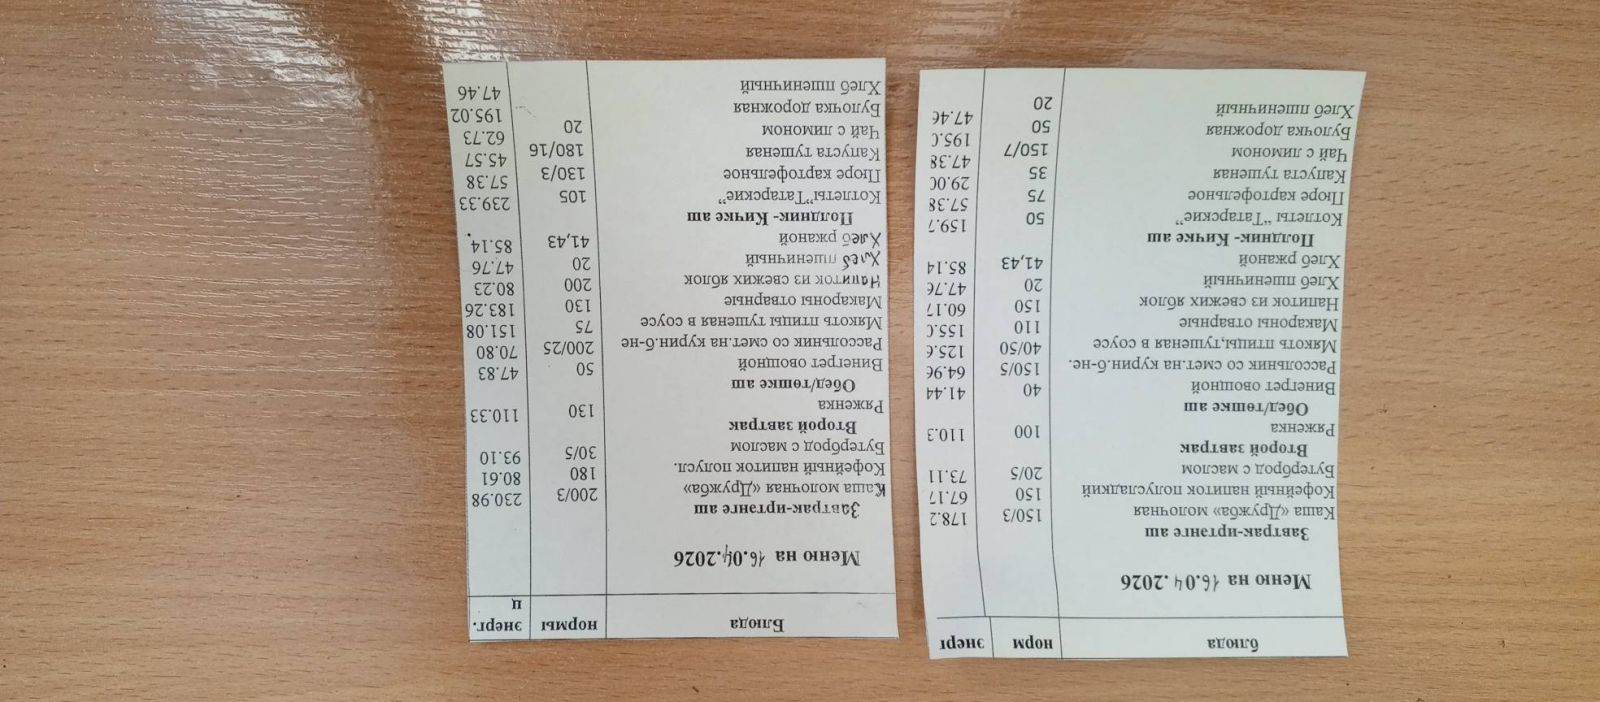 блюда норм энерг
Меню на 16.04.2026
Завтрак-иртэнге аш
Каша «Дружба» молочная 150/3 178.2
Кофейный напиток полусладкий 150 67.17
Бутерброд с маслом 20/5 73.11
Второй завтрак
Ряженка 100 110.3
Обед/төшке аш
Винегрет овощной 40 41.44
Рассольник со смет.на курин.б-не. 150/5 64.96
Мякоть птицы,тушеная в соусе 40/50 125.6
Макароны отварные 110 155.0
Напиток из свежих яблок 150 60.17
Хлеб пшеничный 20 47.76
Хлеб ржаной 41,43 85.14
Полдник- Кичке аш
Котлеты "Татарские" 50 159.7
Пюре картофельное 75 57.38
Капуста тушеная 35 29.00
Чай с лимоном 150/7 47.38
Булочка дорожная 50 195.0
Хлеб пшеничный 20 47.46
Блюда нормы энерг.ц
Меню на 16.04.2026
Завтрак-иртэнге аш
Каша молочная «Дружба» 200/3 230.98
Кофейный напиток полусл. 180 80.61
Бутерброд с маслом 30/5 93.10
Второй завтрак
Ряженка 130 110.33
Обед/төшке аш
Винегрет овощной 50 47.83
Рассольник со смет.на курин.б-не 200/25 70.80
Мякоть птицы тушеная в соусе 75 151.08
Макароны отварные 130 183.26
Напиток из свежих яблок 200 80.23
Хлеб пшеничный 20 47.76
Хлеб ржаной 41,43 85.14.
Полдник- Кичке аш
Котлеты"Татарские" 105 239.33
Пюре картофельное 130/3 57.38
Капуста тушеная 180/16 45.57
Чай с лимоном 20 62.73
Булочка дорожная 195.02
Хлеб пшеничный 47.46